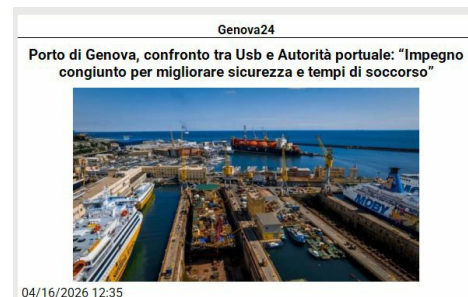 Genova24
Porto di Genova, confronto tra Usb e Autorità portuale: “Impegno
congiunto per migliorare sicurezza e tempi di soccorso”
MOBY
04/16/2026 12:35